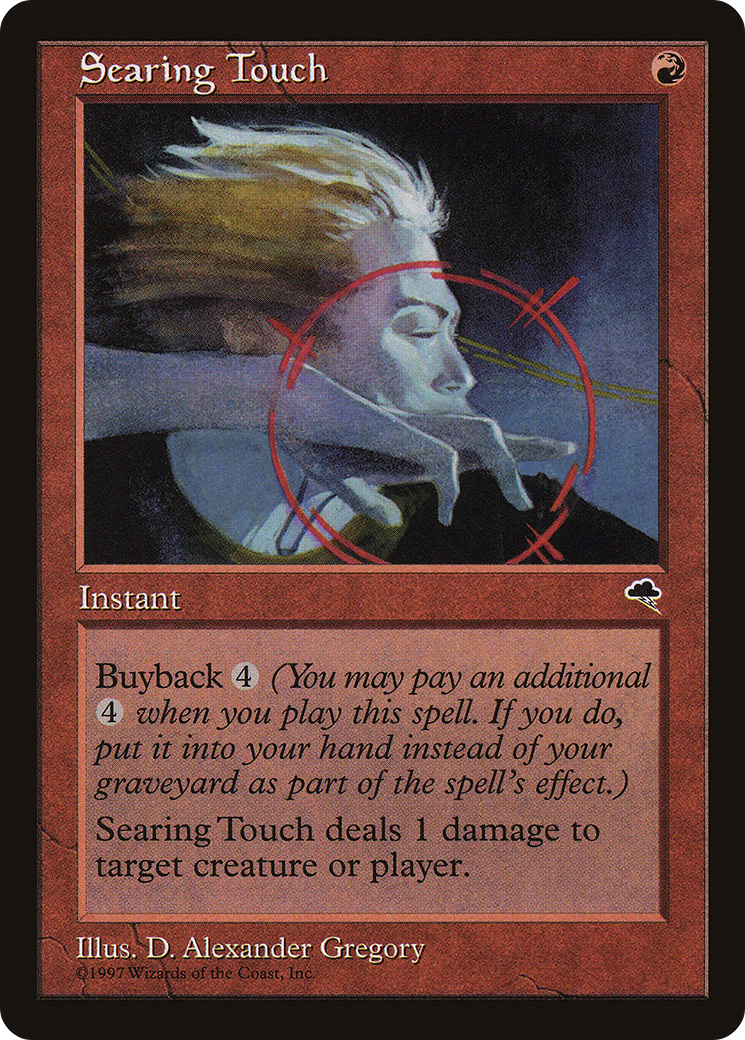 Searing Touch
Instant
Buyback 4 (You may pay an additional
4 when you play this spell. If you do,
put it into your hand instead of your
graveyard as part of the spell's effect.)
Searing Touch deals 1 damage to
target creature or player.
Illus. D. Alexander Gregory
©1997 Wizards of the Coast, Inc.